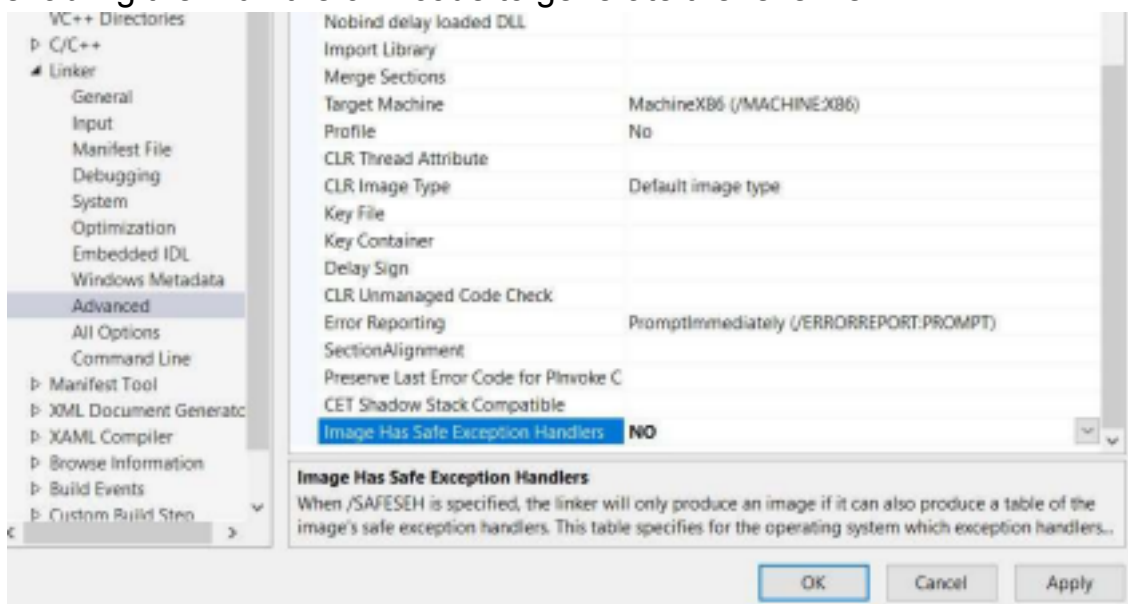 VC++ Directories
C/C++
Linker
General
Input
Manifest File
Debugging
System
Optimization
Embedded IDL
Windows Metadata
Advanced
All Options
Command Line
Manifest Tool
XML Document Generatc
XAML Compiler
Browse Information
Build Events
Custom Build Step
Nobind delay loaded DLL
Import Library
Merge Sections
Target Machine MachineX86 (/MACHINE:X86)
Profile No
CLR Thread Attribute
CLR Image Type Default image type
Key File
Key Container
Delay Sign
CLR Unmanaged Code Check
Error Reporting PromptImmediately (/ERRORREPORT:PROMPT)
SectionAlignment
Preserve Last Error Code for PInvoke C
CET Shadow Stack Compatible
Image Has Safe Exception Handlers NO
Image Has Safe Exception Handlers
When /SAFESEH is specified, the linker will only produce an image if it can also produce a table of the
image's safe exception handlers. This table specifies for the operating system which exception handlers...
OK Cancel Apply